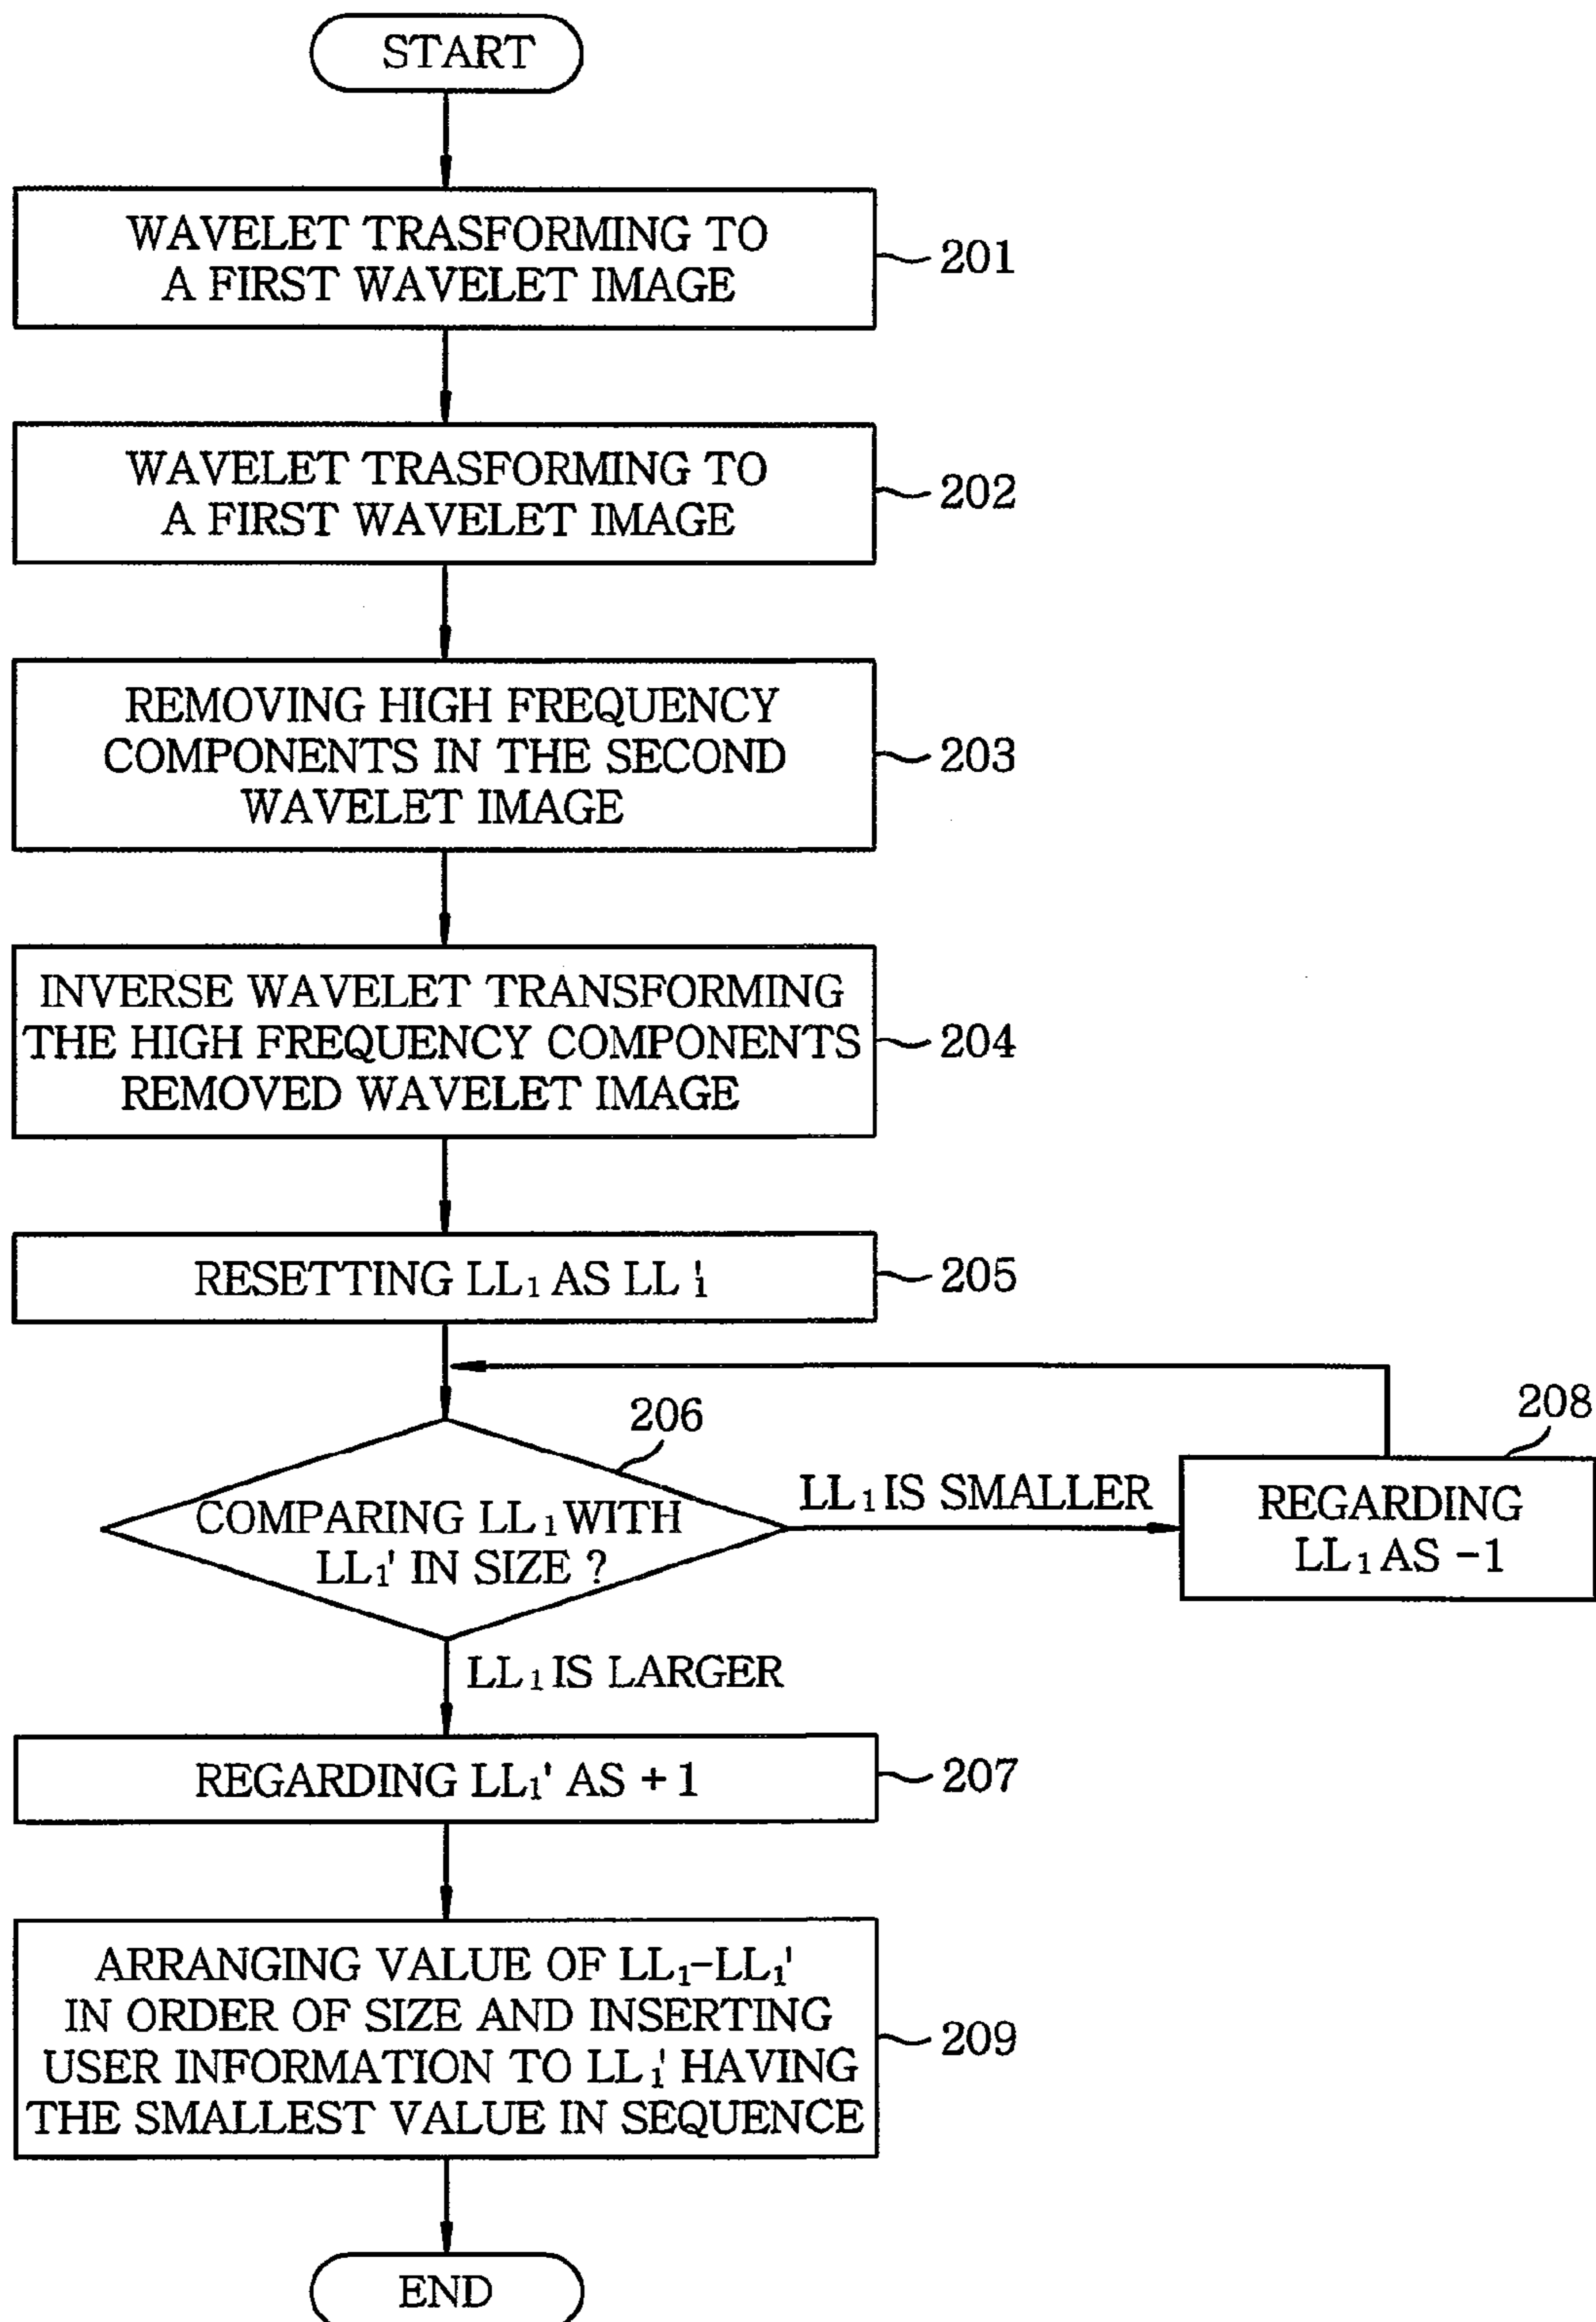 START
WAVELET TRASFORMING TO
A FIRST WAVELET IMAGE
201
WAVELET TRASFORMING TO
A FIRST WAVELET IMAGE
202
REMOVING HIGH FREQUENCY
COMPONENTS IN THE SECOND
WAVELET IMAGE
203
INVERSE WAVELET TRANSFORMING
THE HIGH FREQUENCY COMPONENTS
REMOVED WAVELET IMAGE
204
RESETTING LL₁ AS LL₁'
205
206
COMPARING LL₁ WITH
LL₁' IN SIZE ?
LL₁ IS SMALLER
208
REGARDING
LL₁ AS -1
LL₁ IS LARGER
REGARDING LL₁' AS +1
207
ARRANGING VALUE OF LL₁-LL₁'
IN ORDER OF SIZE AND INSERTING
USER INFORMATION TO LL₁' HAVING
THE SMALLEST VALUE IN SEQUENCE
209
END